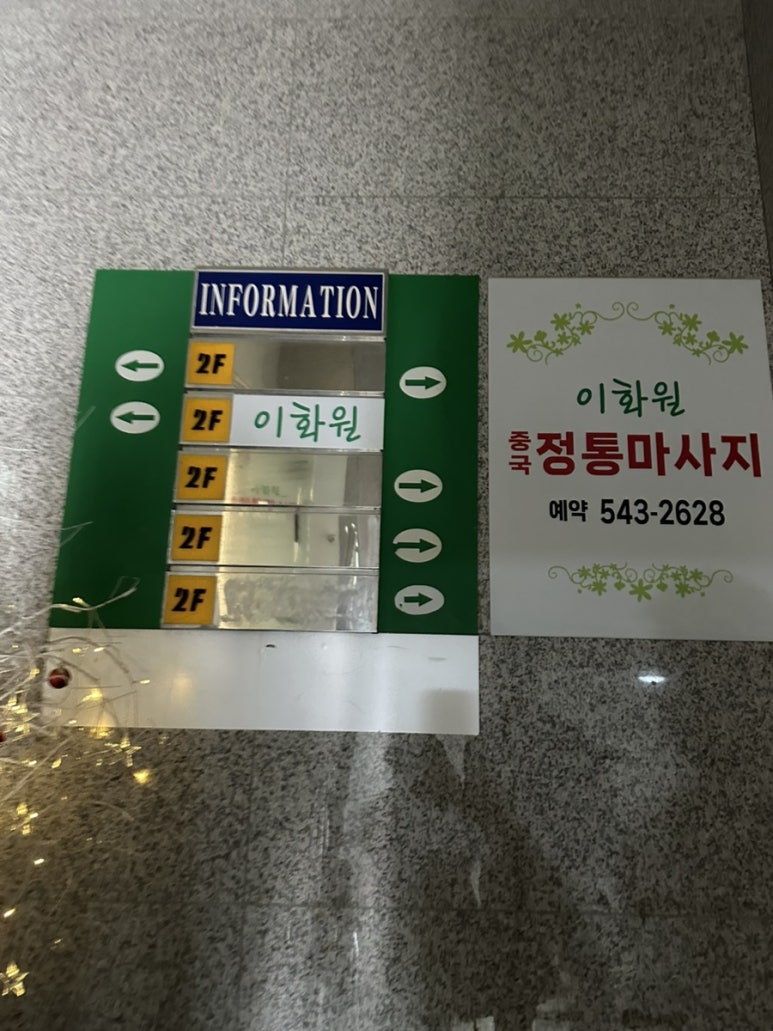 INFORMATION
2F
2F 이화원
2F
2F
2F
이화원
중국 정통마사지
예약 543-2628